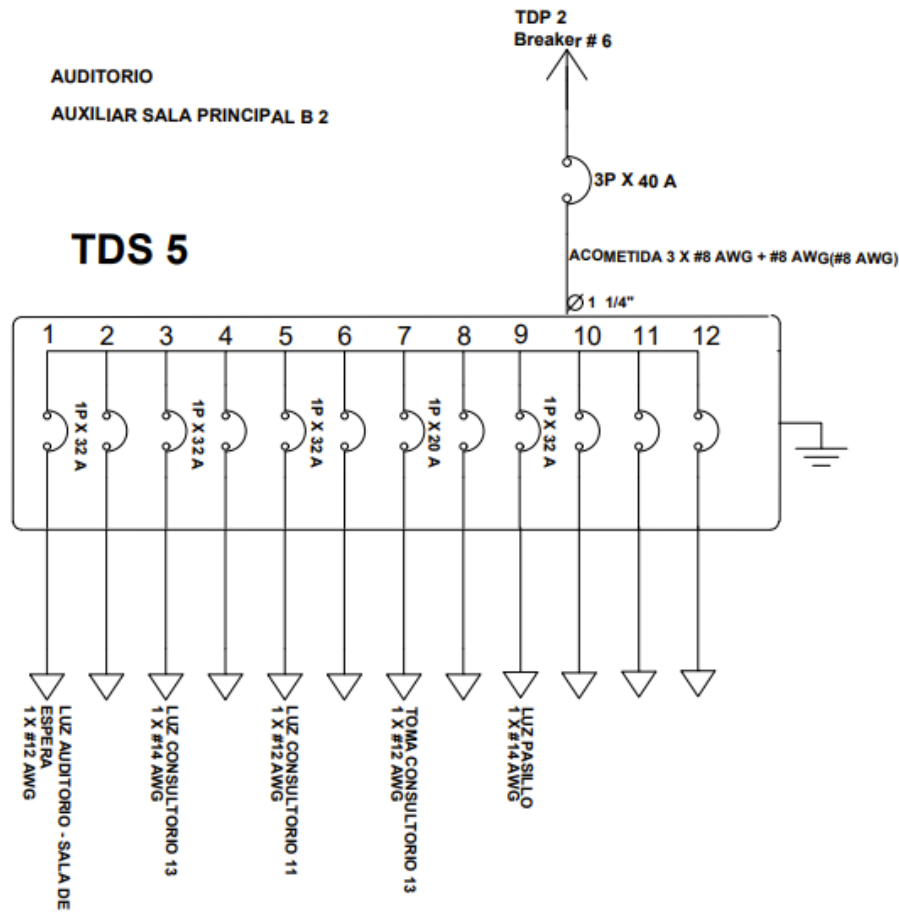 TDP 2
Breaker # 6
AUDITORIO
AUXILIAR SALA PRINCIPAL B 2
3P X 40 A
TDS 5
ACOMETIDA 3 X #8 AWG + #8 AWG(#8 AWG)
Ø 1 1/4"
1 2 3 4 5 6 7 8 9 10 11 12
1P X 32 A
1P X 32 A
1P X 32 A
1P X 20 A
1P X 32 A
LUZ AUDITORIO - SALA DE
ESPERA
1 X #12 AWG
LUZ CONSULTORIO 13
1 X #14 AWG
LUZ CONSULTORIO 11
1 X #12 AWG
TOMA CONSULTORIO 13
1 X #12 AWG
LUZ PASILLO
1 X #14 AWG